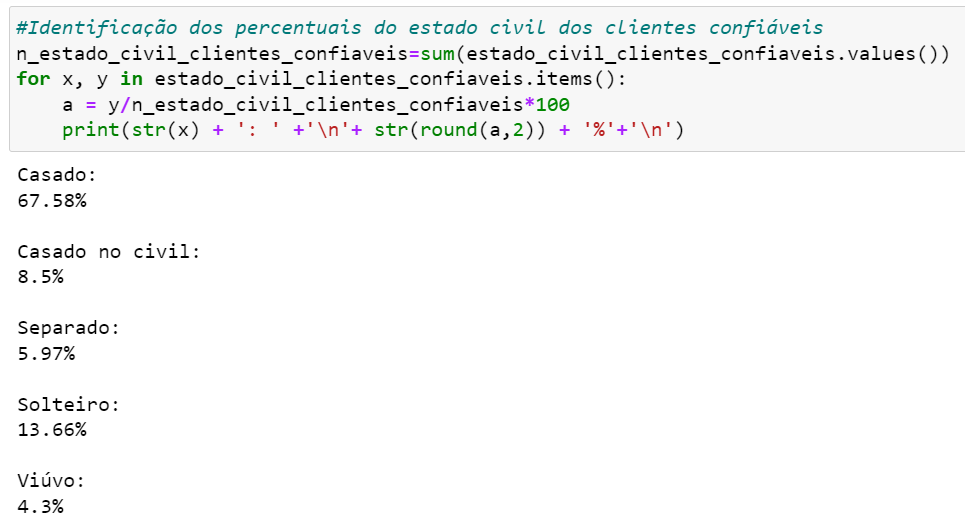 #Identificação dos percentuais do estado civil dos clientes confiáveis
n_estado_civil_clientes_confiaveis=sum(estado_civil_clientes_confiaveis.values())
for x, y in estado_civil_clientes_confiaveis.items():
    a = y/n_estado_civil_clientes_confiaveis*100
    print(str(x) + ': ' +'\n'+ str(round(a,2)) + '%'+'\n')
Casado:
67.58%
Casado no civil:
8.5%
Separado:
5.97%
Solteiro:
13.66%
Viúvo:
4.3%